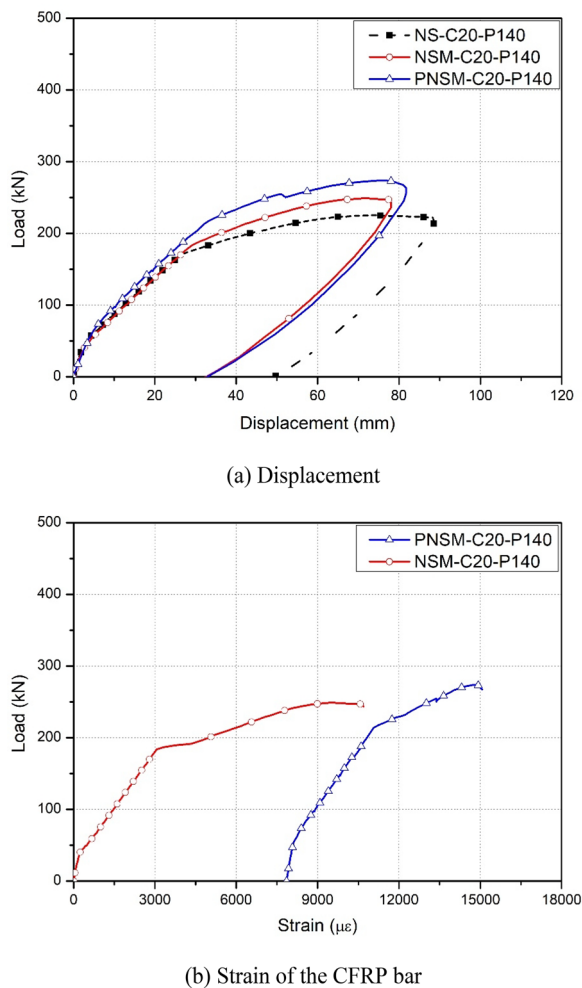 500
400
300
200
100
0
Load (kN)
NS-C20-P140
NSM-C20-P140
PNSM-C20-P140
0 20 40 60 80 100 120
Displacement (mm)
(a) Displacement
500
400
300
200
100
0
Load (kN)
PNSM-C20-P140
NSM-C20-P140
0 3000 6000 9000 12000 15000 18000
Strain (με)
(b) Strain of the CFRP bar